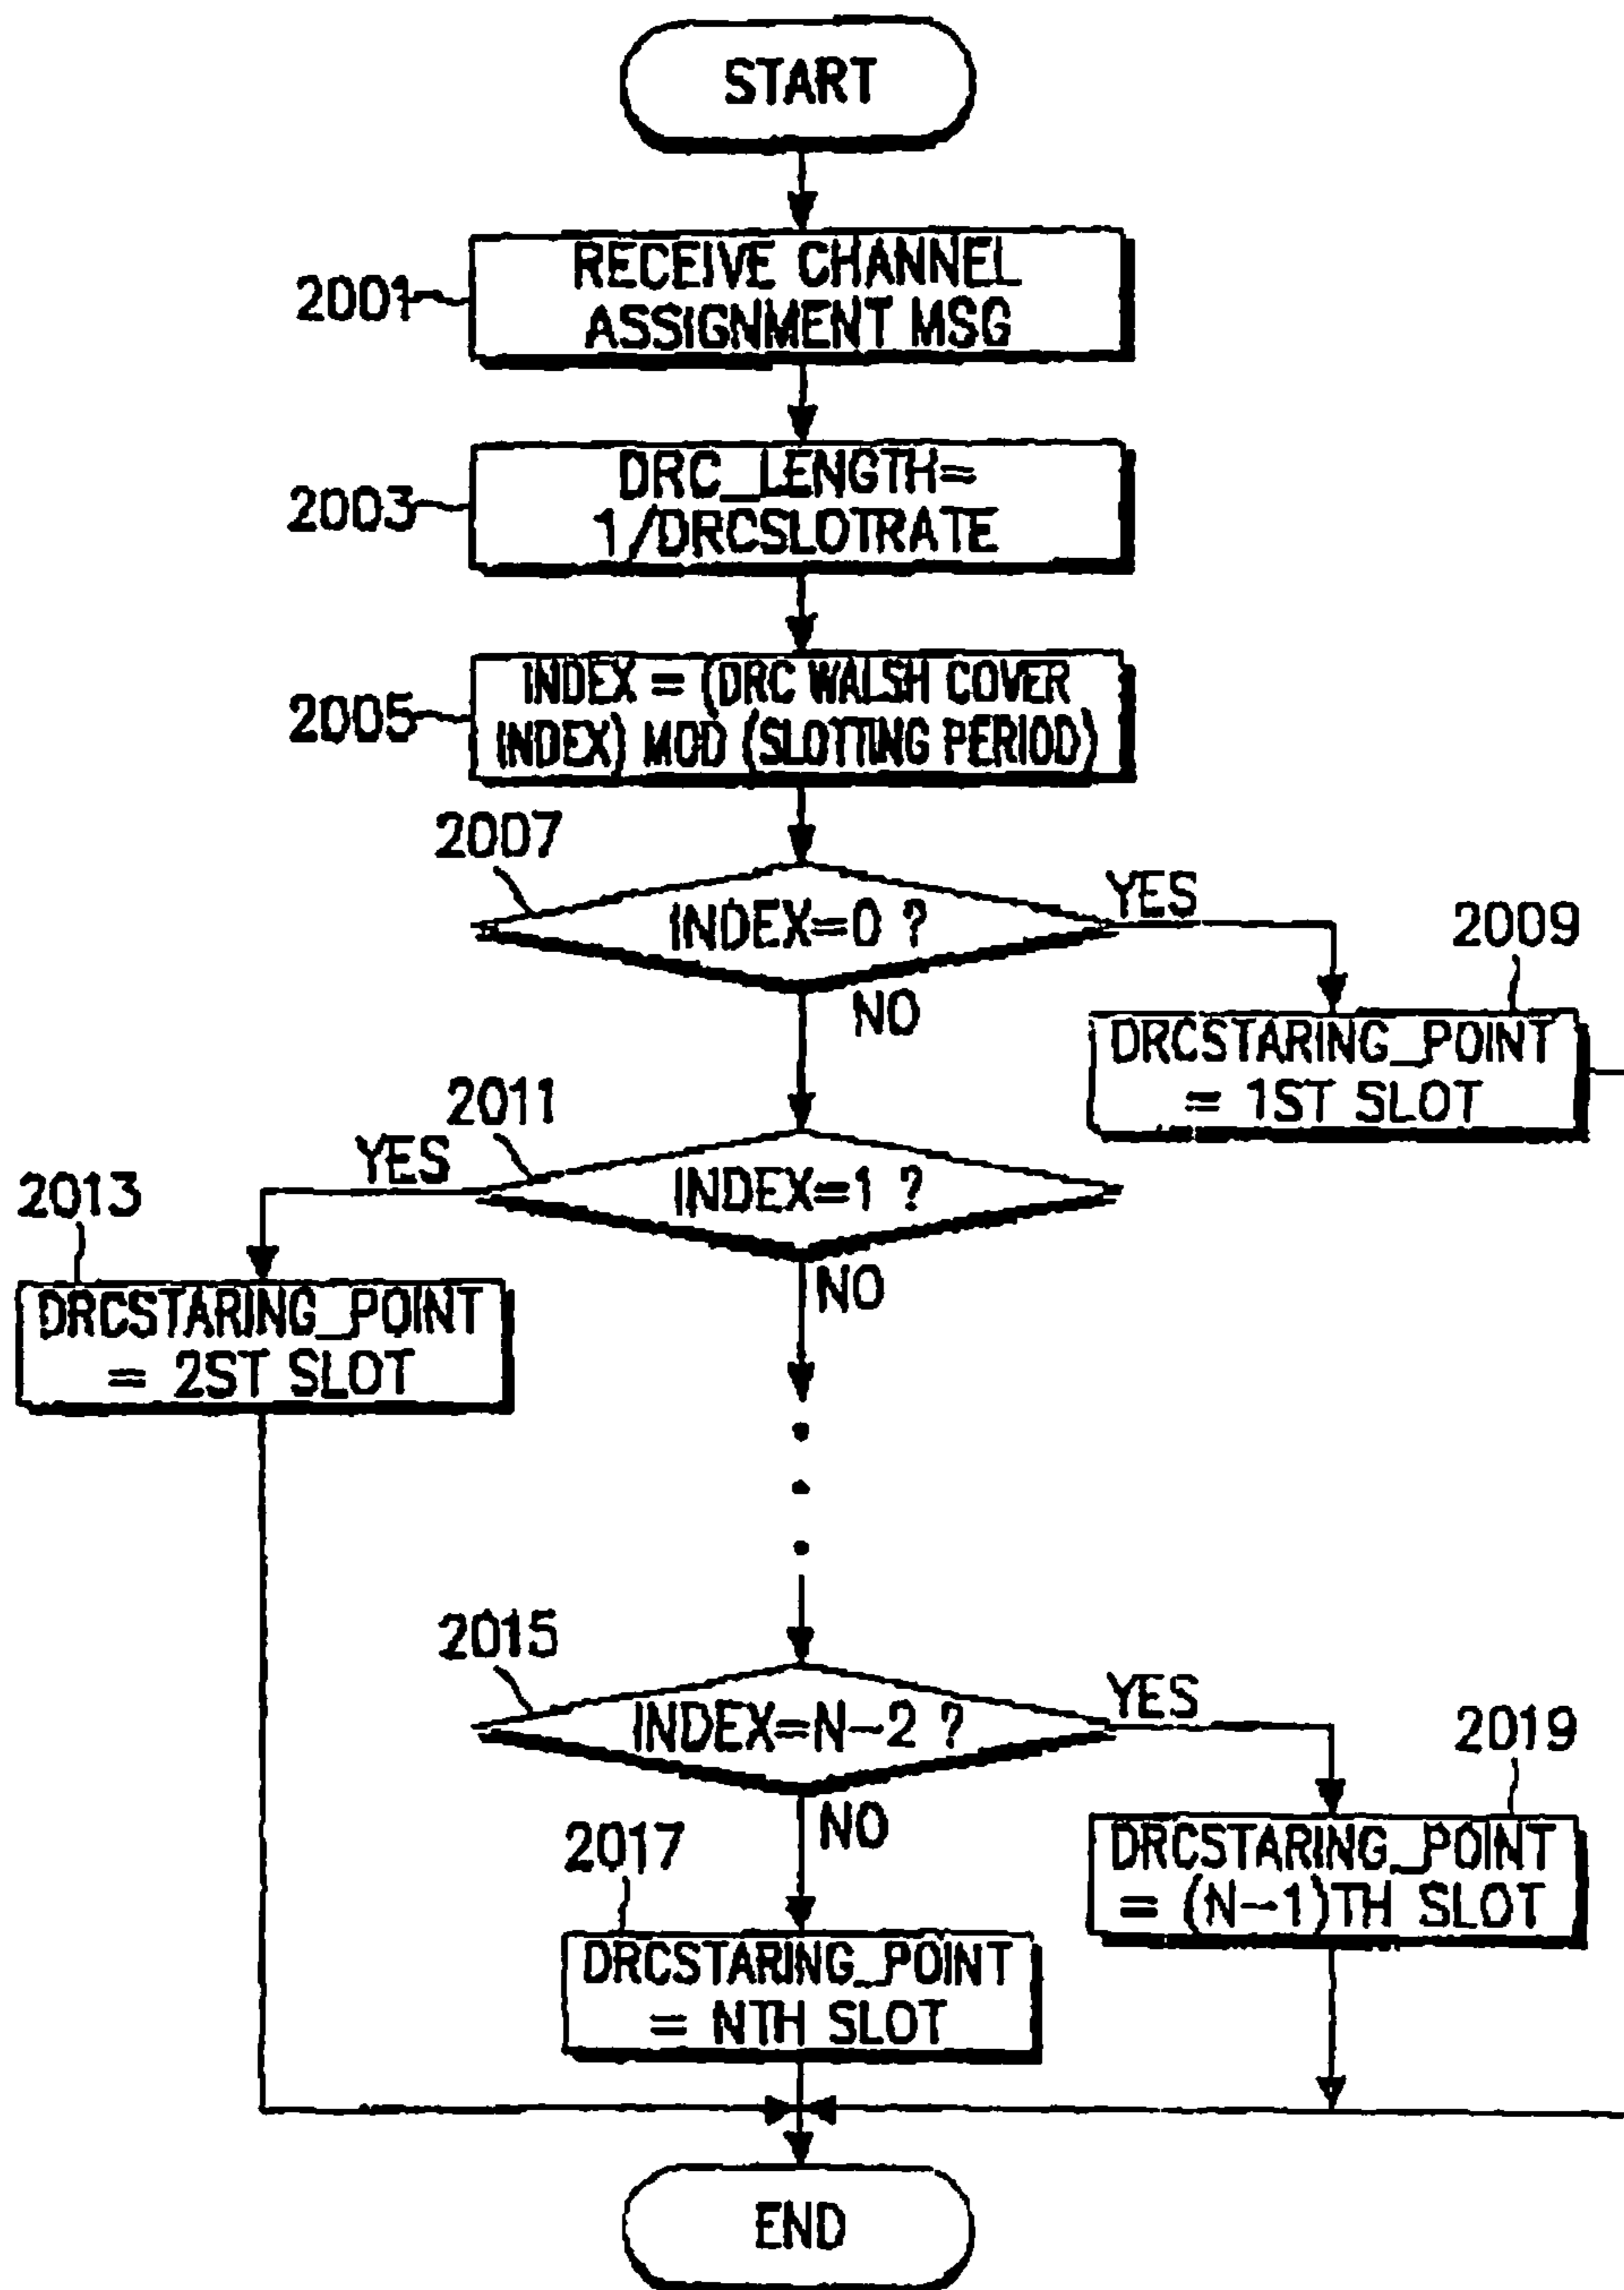 START
2001
RECEIVE CHANNEL
ASSIGNMENT MSG
2003
DRC_LENGTH=
1/DRCSLOTRATE
2005
INDEX = (DRC WALSH COVER
INDEX) MOD (SLOTTING PERIOD)
2007
INDEX=0 ?
YES
NO
2009
DRCSTARING_POINT
= 1ST SLOT
2011
INDEX=1 ?
YES
NO
2013
DRCSTARING_POINT
= 2ST SLOT
2015
INDEX=N-2 ?
YES
NO
2019
DRCSTARING_POINT
= (N-1)TH SLOT
2017
DRCSTARING_POINT
= NTH SLOT
END